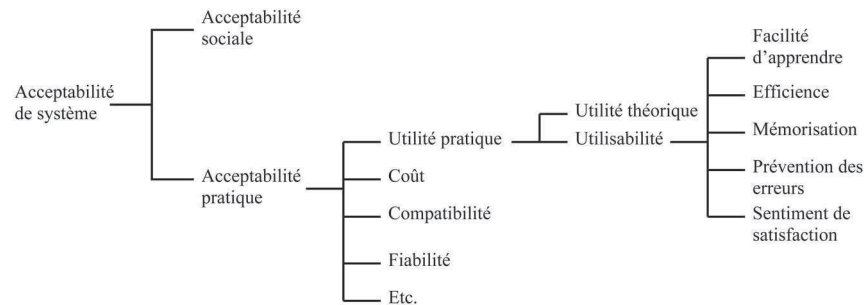 Acceptabilité
sociale
Acceptabilité
de système
Acceptabilité
pratique
Utilité pratique
Coût
Compatibilité
Fiabilité
Etc.
Utilité théorique
Utilisabilité
Facilité
d’apprendre
Efficience
Mémorisation
Prévention des
erreurs
Sentiment de
satisfaction